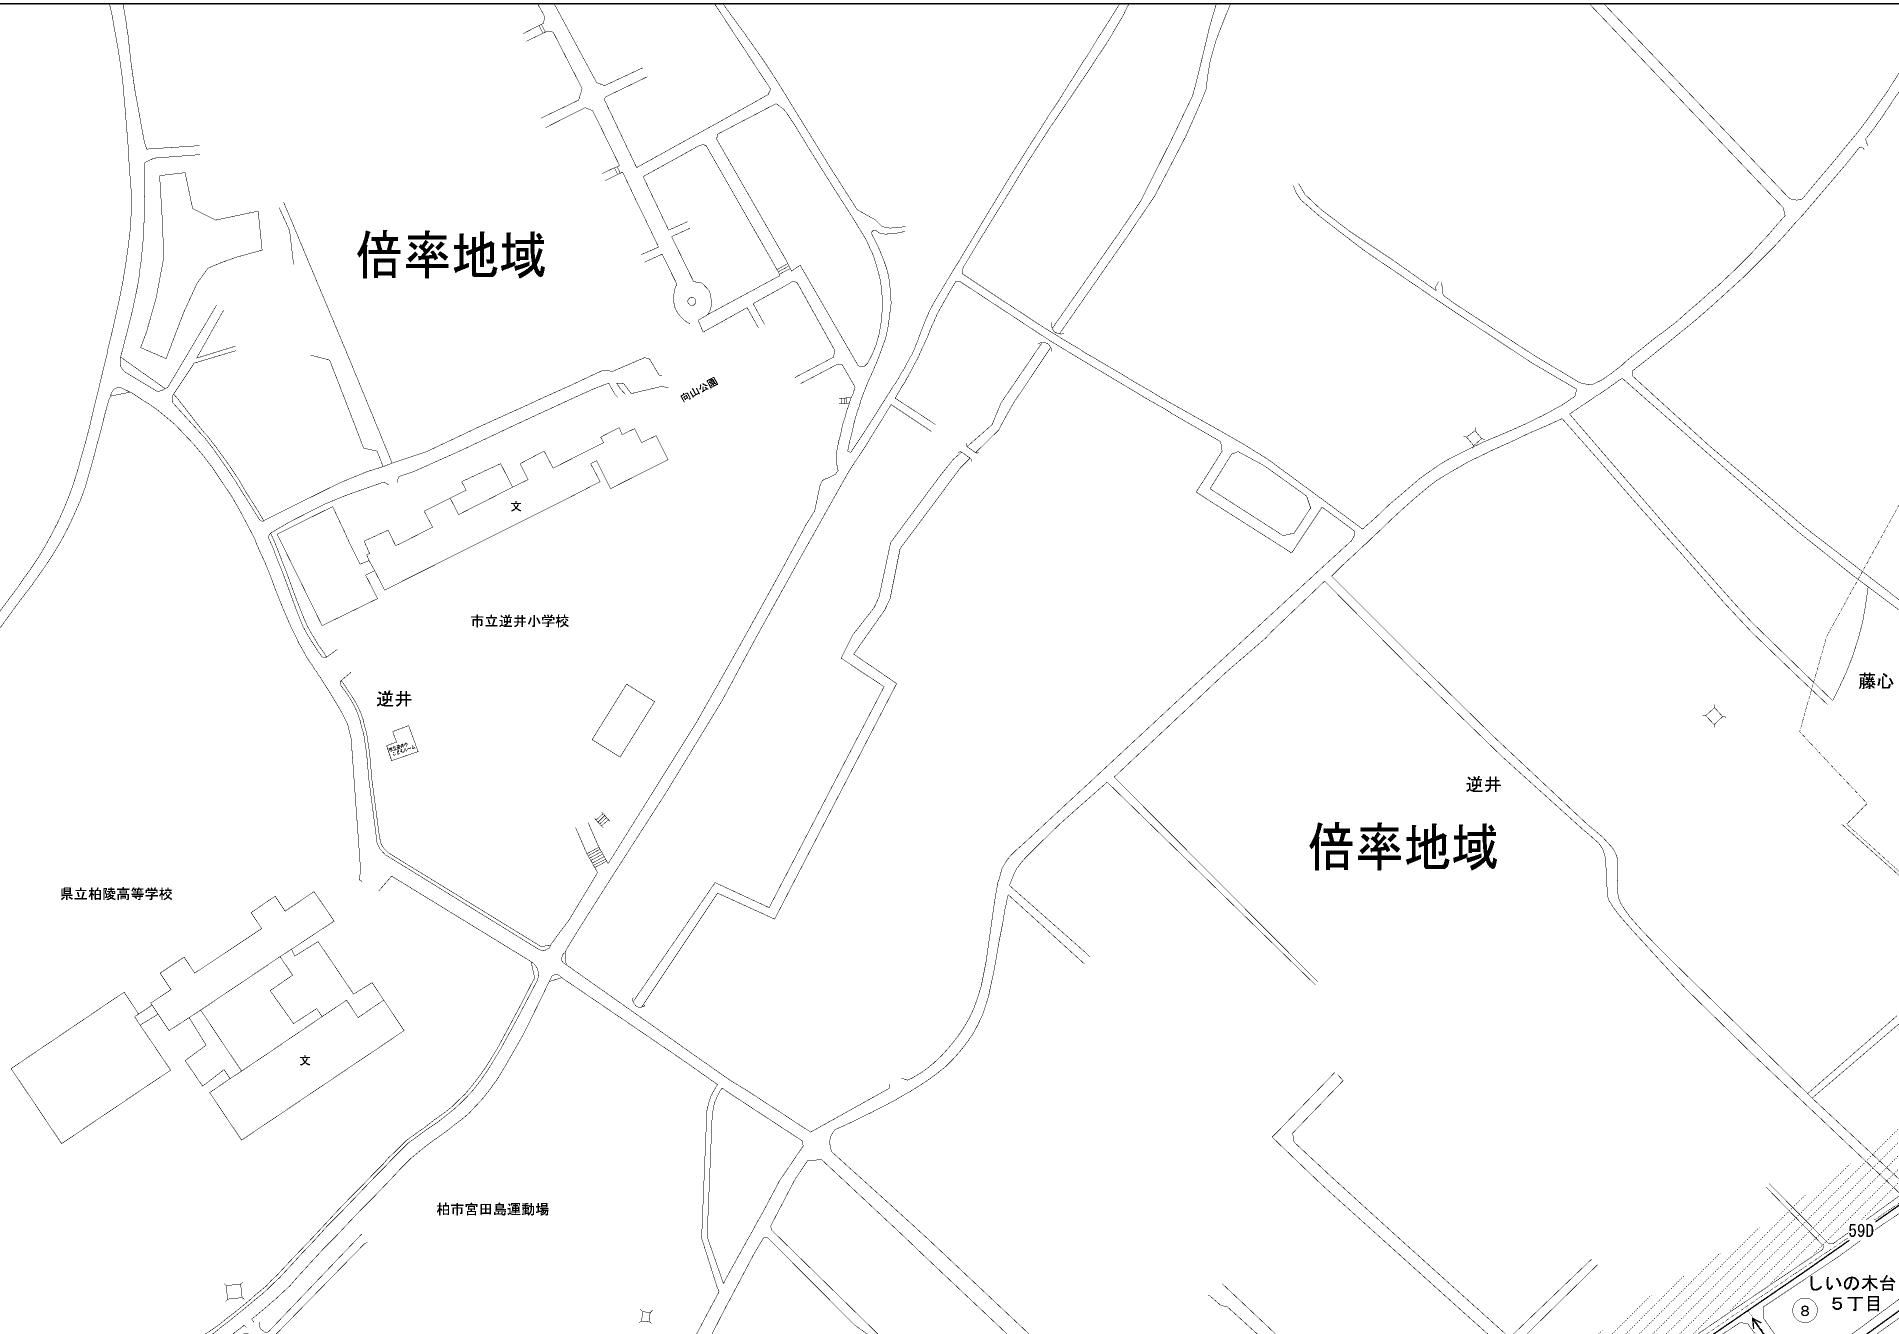 倍率地域
向山公園
文
市立逆井小学校
逆井
藤心
逆井
倍率地域
県立柏陵高等学校
文
柏市宮田島運動場
59D
しいの木台
5丁目
8